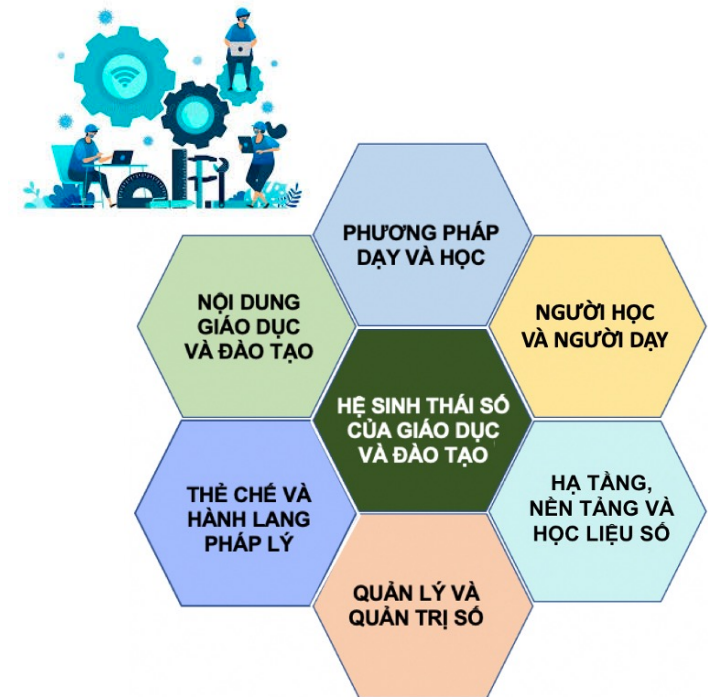 PHƯƠNG PHÁP
DẠY VÀ HỌC
NỘI DUNG
GIÁO DỤC
VÀ ĐÀO TẠO
NGƯỜI HỌC
VÀ NGƯỜI DẠY
HỆ SINH THÁI SỐ
CỦA GIÁO DỤC
VÀ ĐÀO TẠO
THẺ CHẾ VÀ
HÀNH LANG
PHÁP LÝ
HẠ TẦNG,
NỀN TẢNG VÀ
HỌC LIỆU SỐ
QUẢN LÝ VÀ
QUẢN TRỊ SỐ